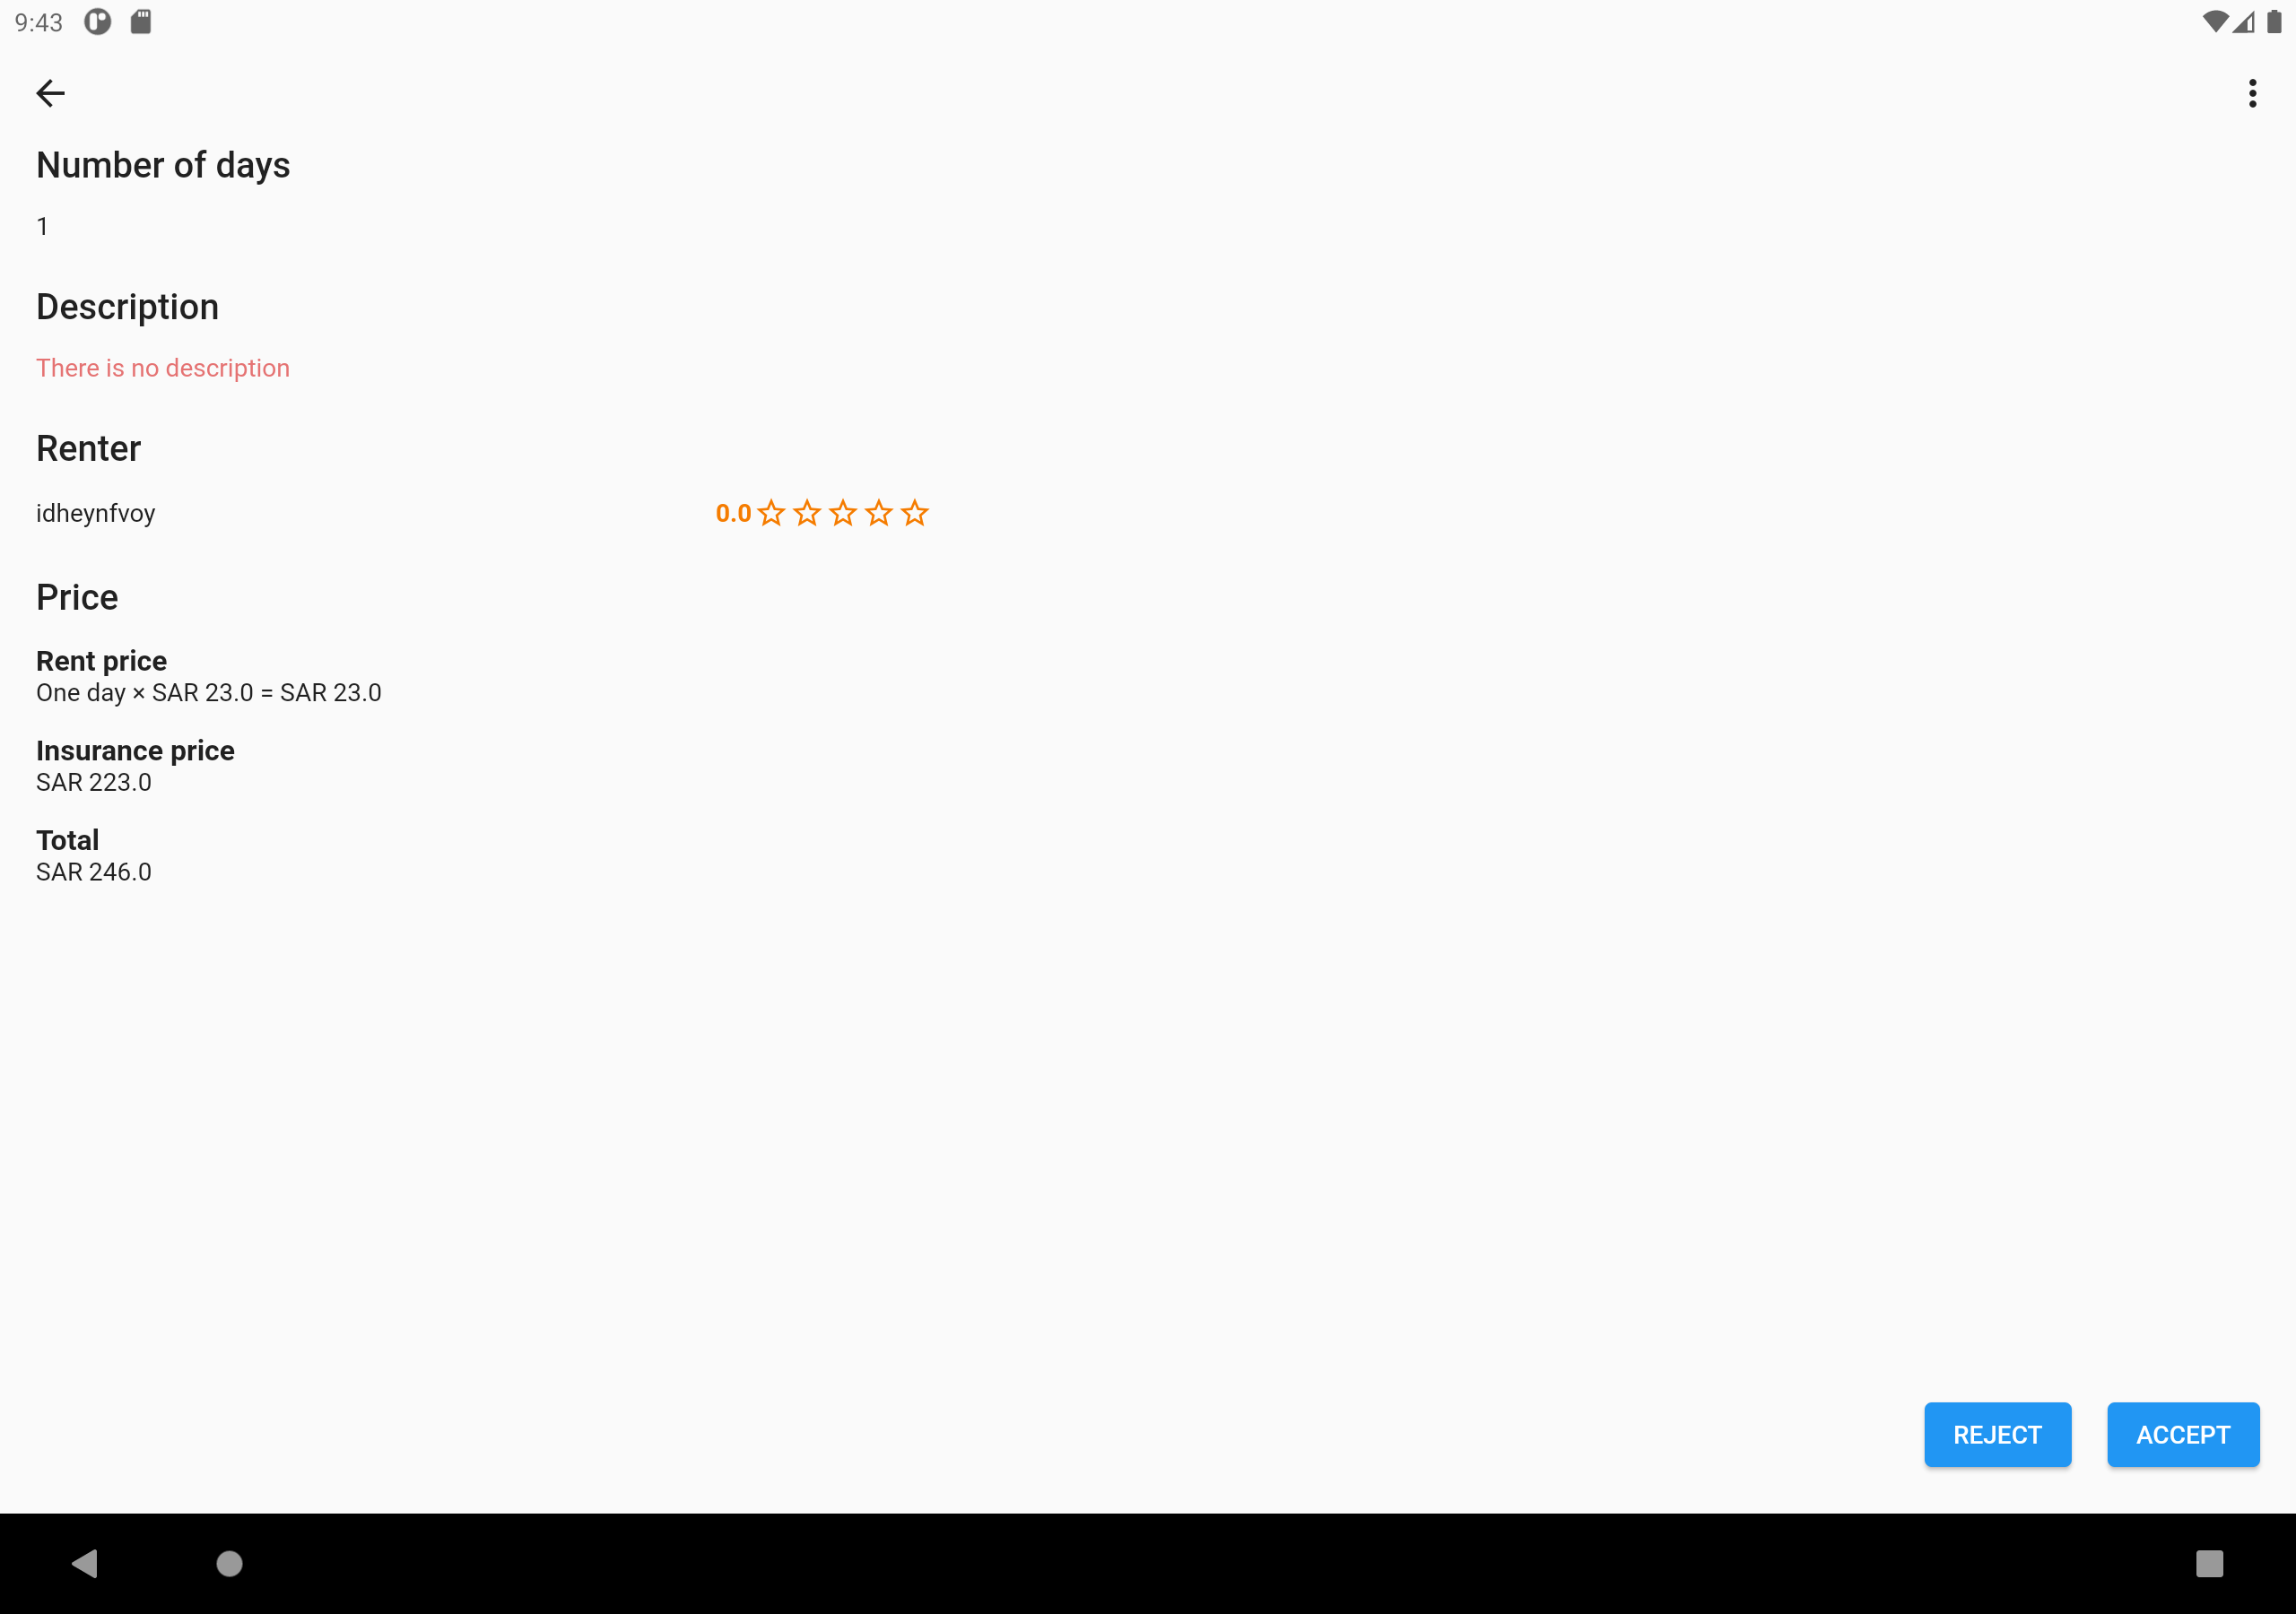 9:43
Number of days
1
Description
There is no description
Renter
idheynfvoy
0.0
Price
Rent price
One day × SAR 23.0 = SAR 23.0
Insurance price
SAR 223.0
Total
SAR 246.0
REJECT
ACCEPT